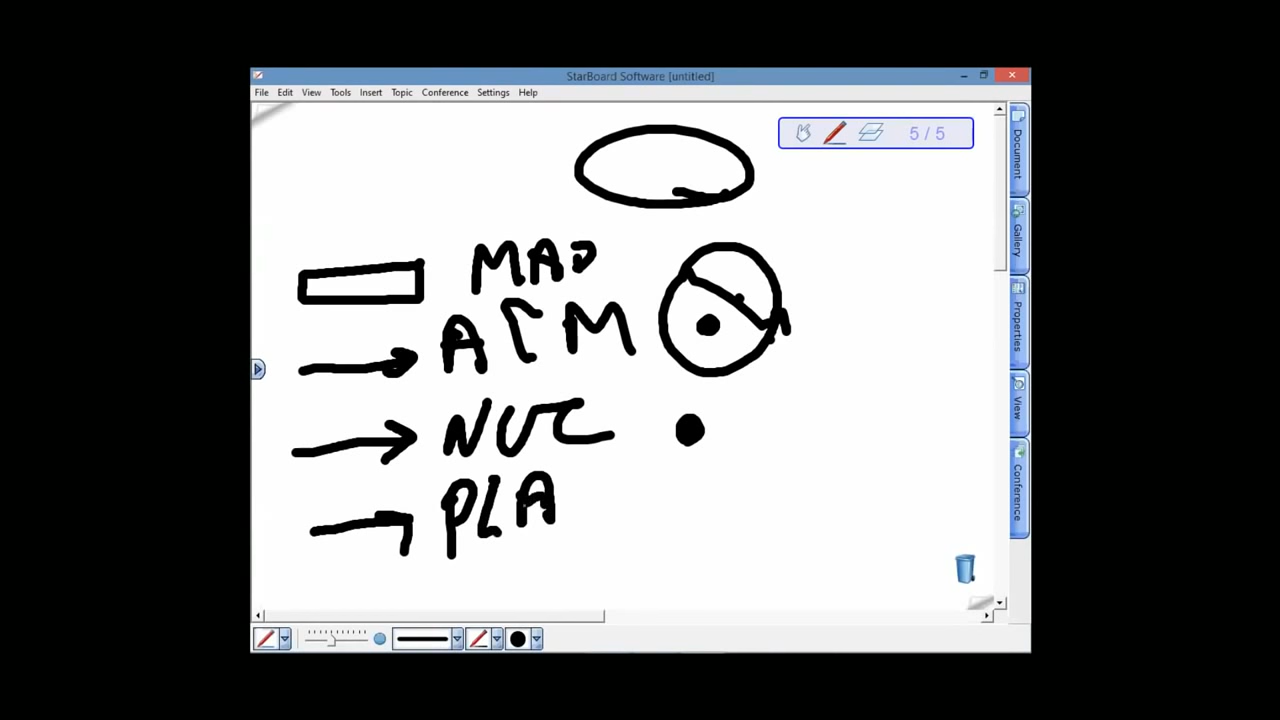 StarBoard Software [untitled]
File Edit View Tools Insert Topic Conference Settings Help
5 / 5
Document
Gallery
Properties
View
Conference
MAD
ACM
NUC
PLA